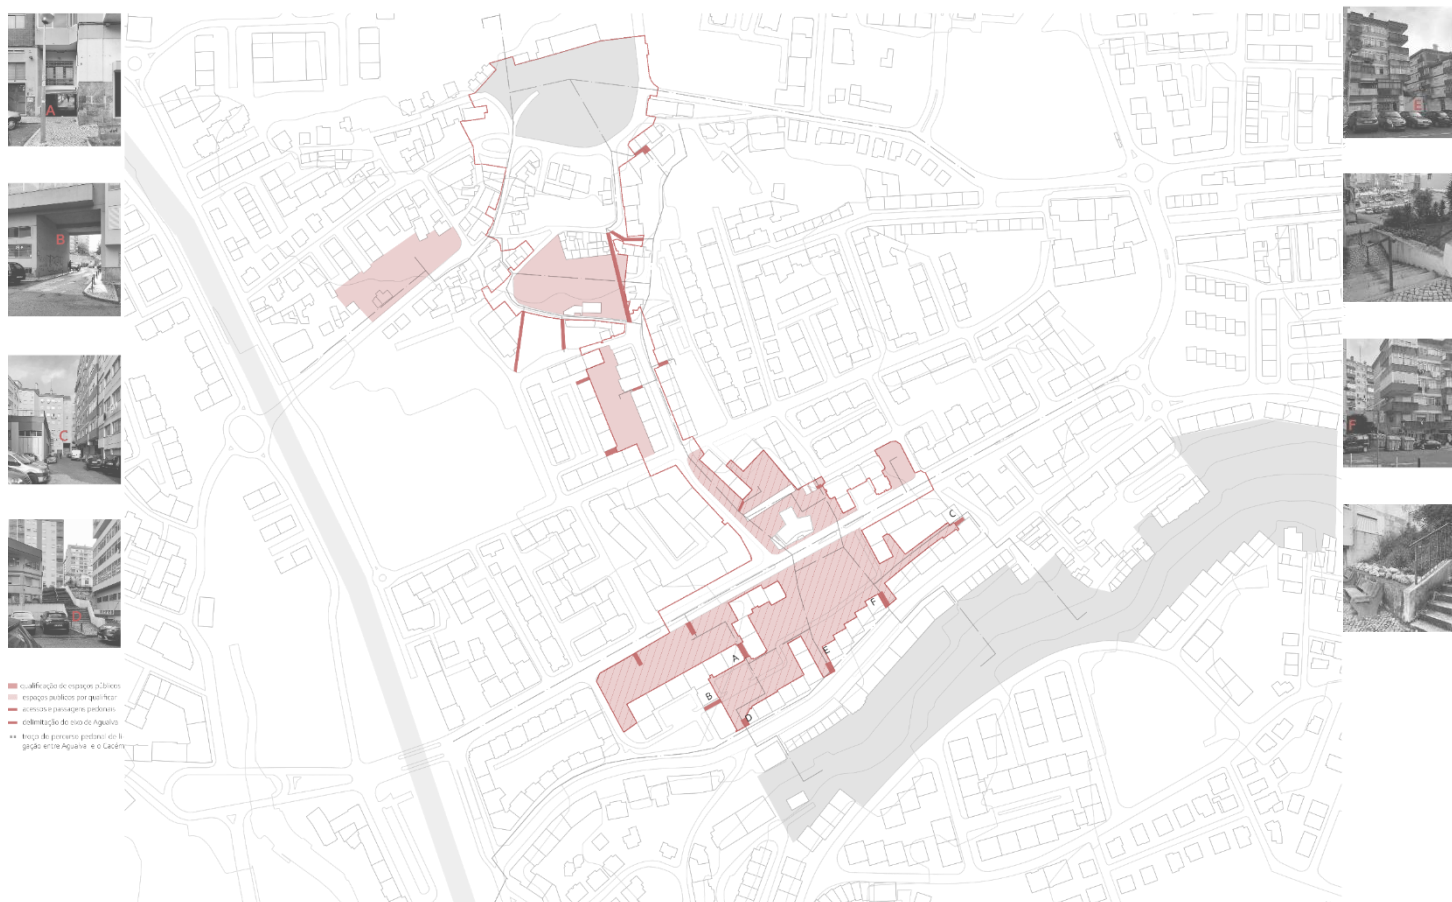 A
B
C
D
E
F
C
F
E
A
B
D
qualificação de espaços públicos
espaços públicos por qualificar
acessos e passagens pedonais
delimitação do eixo de Agualva
troço do percurso pedonal de li
gação entre Agualva e o Cacém